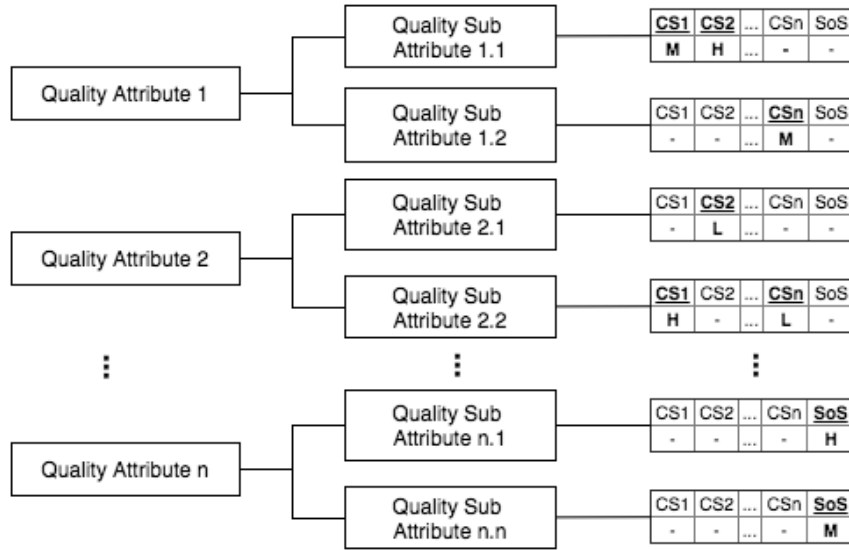 Quality Sub
Attribute 1.1
CS1 CS2 ... CSn SoS
M H ... - -
Quality Attribute 1
Quality Sub
Attribute 1.2
CS1 CS2 ... CSn SoS
- - ... M -
Quality Sub
Attribute 2.1
CS1 CS2 ... CSn SoS
- L ... - -
Quality Attribute 2
Quality Sub
Attribute 2.2
CS1 CS2 ... CSn SoS
H - ... L -
Quality Sub
Attribute n.1
CS1 CS2 ... CSn SoS
- - ... - H
Quality Attribute n
Quality Sub
Attribute n.n
CS1 CS2 ... CSn SoS
- - ... - M